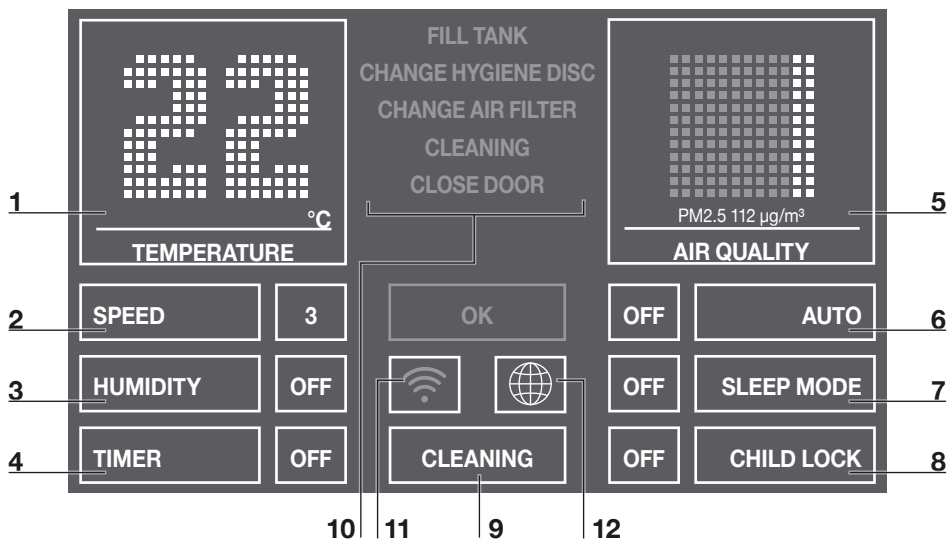 22
°C
TEMPERATURE
FILL TANK
CHANGE HYGIENE DISC
CHANGE AIR FILTER
CLEANING
CLOSE DOOR
PM2.5 112 µg/m³
AIR QUALITY
1
5
SPEED
3
OK
OFF
AUTO
2
6
HUMIDITY
OFF
OFF
SLEEP MODE
3
7
TIMER
OFF
CLEANING
OFF
CHILD LOCK
4
8
10
11
9
12